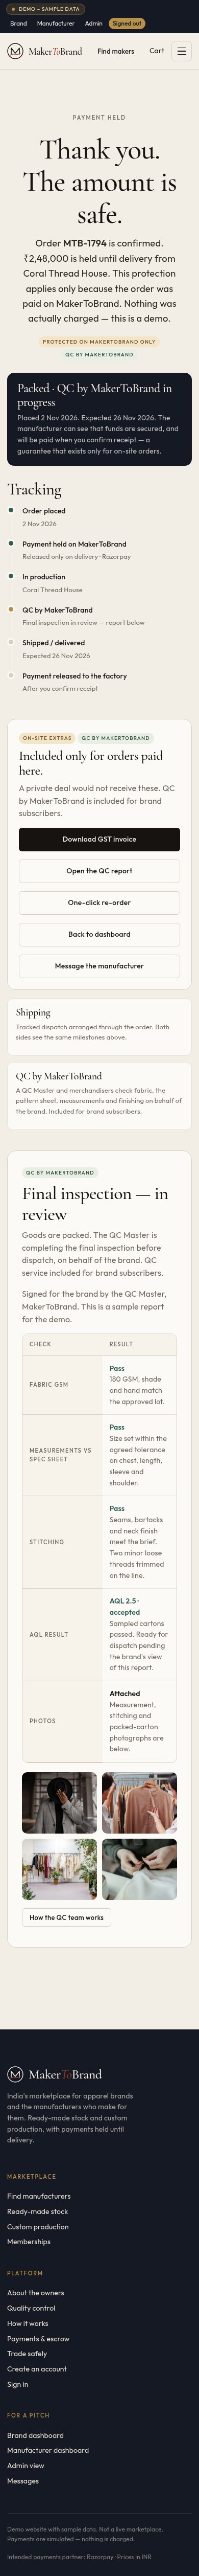 DEMO – SAMPLE DATA
Brand Manufacturer Admin Signed out
MakerToBrand Find makers Cart
PAYMENT HELD
Thank you.
The amount is
safe.
Order MTB-1794 is confirmed.
₹2,48,000 is held until delivery from
Coral Thread House. This protection
applies only because the order was
paid on MakerToBrand. Nothing was
actually charged — this is a demo.
PROTECTED ON MAKERTOBRAND ONLY
QC BY MAKERTOBRAND
Packed · QC by MakerToBrand in
progress
Placed 2 Nov 2026. Expected 26 Nov 2026. The
manufacturer can see that funds are secured, and
will be paid when you confirm receipt — a
guarantee that exists only for on-site orders.
Tracking
Order placed
2 Nov 2026
Payment held on MakerToBrand
Released only on delivery · Razorpay
In production
Coral Thread House
QC by MakerToBrand
Final inspection in review — report below
Shipped / delivered
Expected 26 Nov 2026
Payment released to the factory
After you confirm receipt
ON-SITE EXTRAS QC BY MAKERTOBRAND
Included only for orders paid
here.
A private deal would not receive these. QC
by MakerToBrand is included for brand
subscribers.
Download GST invoice
Open the QC report
One-click re-order
Back to dashboard
Message the manufacturer
Shipping
Tracked dispatch arranged through the order. Both
sides see the same milestones above.
QC by MakerToBrand
A QC Master and merchandisers check fabric, the
pattern sheet, measurements and finishing on behalf of
the brand. Included for brand subscribers.
QC BY MAKERTOBRAND
Final inspection — in
review
Goods are packed. The QC Master is
completing the final inspection before
dispatch, on behalf of the brand. QC
service included for brand subscribers.
Signed for the brand by the QC Master,
MakerToBrand. This is a sample report
for the demo.
CHECK RESULT
FABRIC GSM
Pass
180 GSM, shade
and hand match
the approved lot.
MEASUREMENTS VS
SPEC SHEET
Pass
Size set within the
agreed tolerance
on chest, length,
sleeve and
shoulder.
STITCHING
Pass
Seams, bartacks
and neck finish
meet the brief.
Two minor loose
threads trimmed
on the line.
AQL RESULT
AQL 2.5 ·
accepted
Sampled cartons
passed. Ready for
dispatch pending
the brand's view
of this report.
PHOTOS
Attached
Measurement,
stitching and
packed-carton
photographs are
below.
How the QC team works
MakerToBrand
India's marketplace for apparel brands
and the manufacturers who make for
them. Ready-made stock and custom
production, with payments held until
delivery.
MARKETPLACE
Find manufacturers
Ready-made stock
Custom production
Memberships
PLATFORM
About the owners
Quality control
How it works
Payments & escrow
Trade safely
Create an account
Sign in
FOR A PITCH
Brand dashboard
Manufacturer dashboard
Admin view
Messages
Demo website with sample data. Not a live marketplace.
Payments are simulated — nothing is charged.
Intended payments partner: Razorpay · Prices in INR